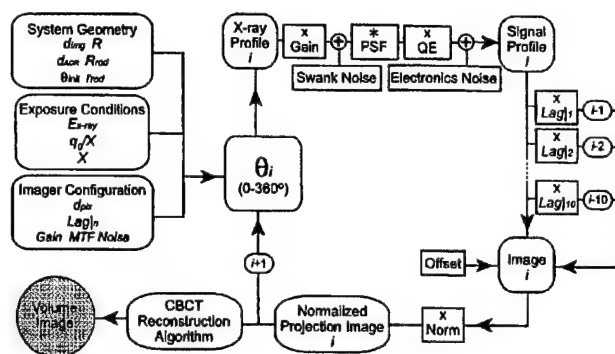 System Geometry
d_img R
d_AOR R_rod
θ_init r_rod
Exposure Conditions
E_x-ray
q_0/X
X
Imager Configuration
d_pix
Lag|_n
Gain MTF Noise
θ_i
(0-360°)
i+1
X-ray
Profile
i
x
Gain
Swank Noise
*
PSF
x
QE
Electronics Noise
Signal
Profile
i
x
Lag|_1
i-1
x
Lag|_2
i-2
x
Lag|_10
i-10
Image
i
Offset
x
Norm
Normalized
Projection Image
i
CBCT
Reconstruction
Algorithm
Volume
Image